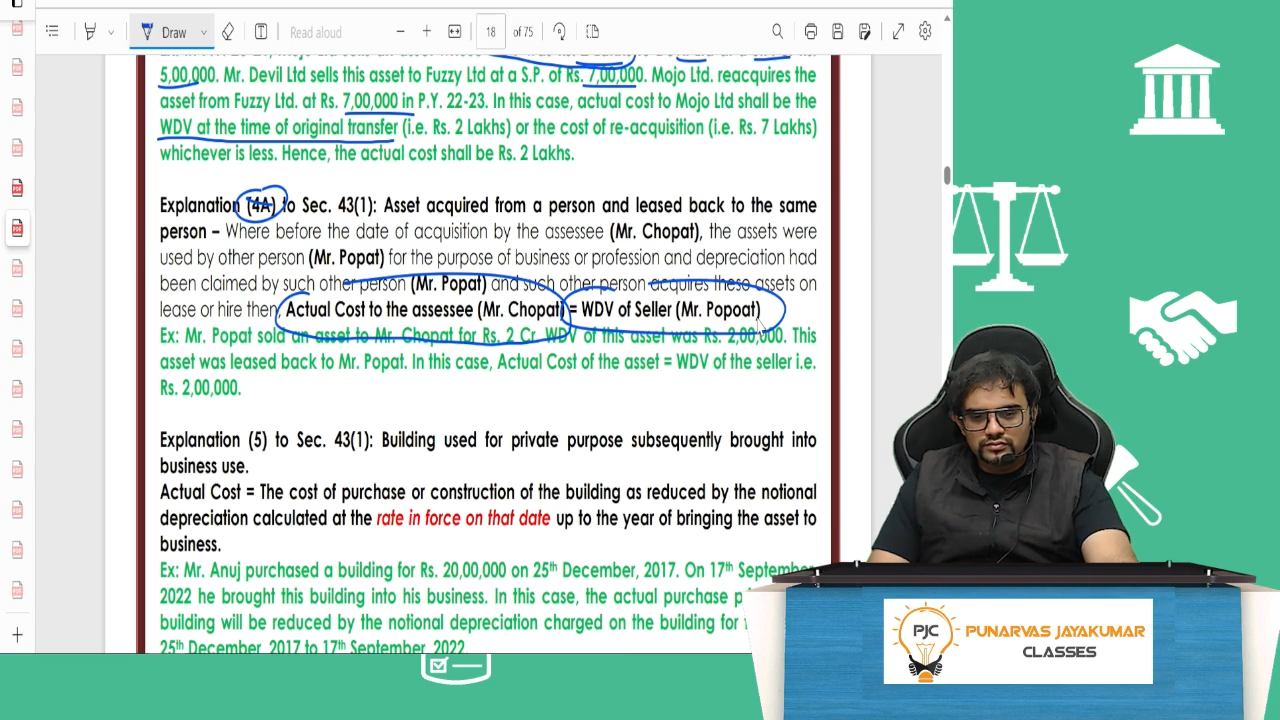 Draw
Read aloud
18 of 75
5,00,000. Mr. Devil Ltd sells this asset to Fuzzy Ltd at a S.P. of Rs. 7,00,000. Mojo Ltd. reacquires the
asset from Fuzzy Ltd. at Rs. 7,00,000 in P.Y. 22-23. In this case, actual cost to Mojo Ltd shall be the
WDV at the time of original transfer (i.e. Rs. 2 Lakhs) or the cost of re-acquisition (i.e. Rs. 7 Lakhs)
whichever is less. Hence, the actual cost shall be Rs. 2 Lakhs.
Explanation (4A) to Sec. 43(1): Asset acquired from a person and leased back to the same
person – Where before the date of acquisition by the assessee (Mr. Chopat), the assets were
used by other person (Mr. Popat) for the purpose of business or profession and depreciation had
been claimed by such other person (Mr. Popat) and such other person acquires these assets on
lease or hire then Actual Cost to the assessee (Mr. Chopat) = WDV of Seller (Mr. Popoat)
Ex: Mr. Popat sold an asset to Mr. Chopat for Rs. 2 Cr. WDV of this asset was Rs. 2,00,000. This
asset was leased back to Mr. Popat. In this case, Actual Cost of the asset = WDV of the seller i.e.
Rs. 2,00,000.
Explanation (5) to Sec. 43(1): Building used for private purpose subsequently brought into
business use.
Actual Cost = The cost of purchase or construction of the building as reduced by the notional
depreciation calculated at the rate in force on that date up to the year of bringing the asset to
business.
Ex: Mr. Anuj purchased a building for Rs. 20,00,000 on 25th December, 2017. On 17th September,
2022 he brought this building into his business. In this case, the actual purchase
building will be reduced by the notional depreciation charged on the building for
25th December, 2017 to 17th September, 2022.
PJC
PUNARVAS JAYAKUMAR
CLASSES